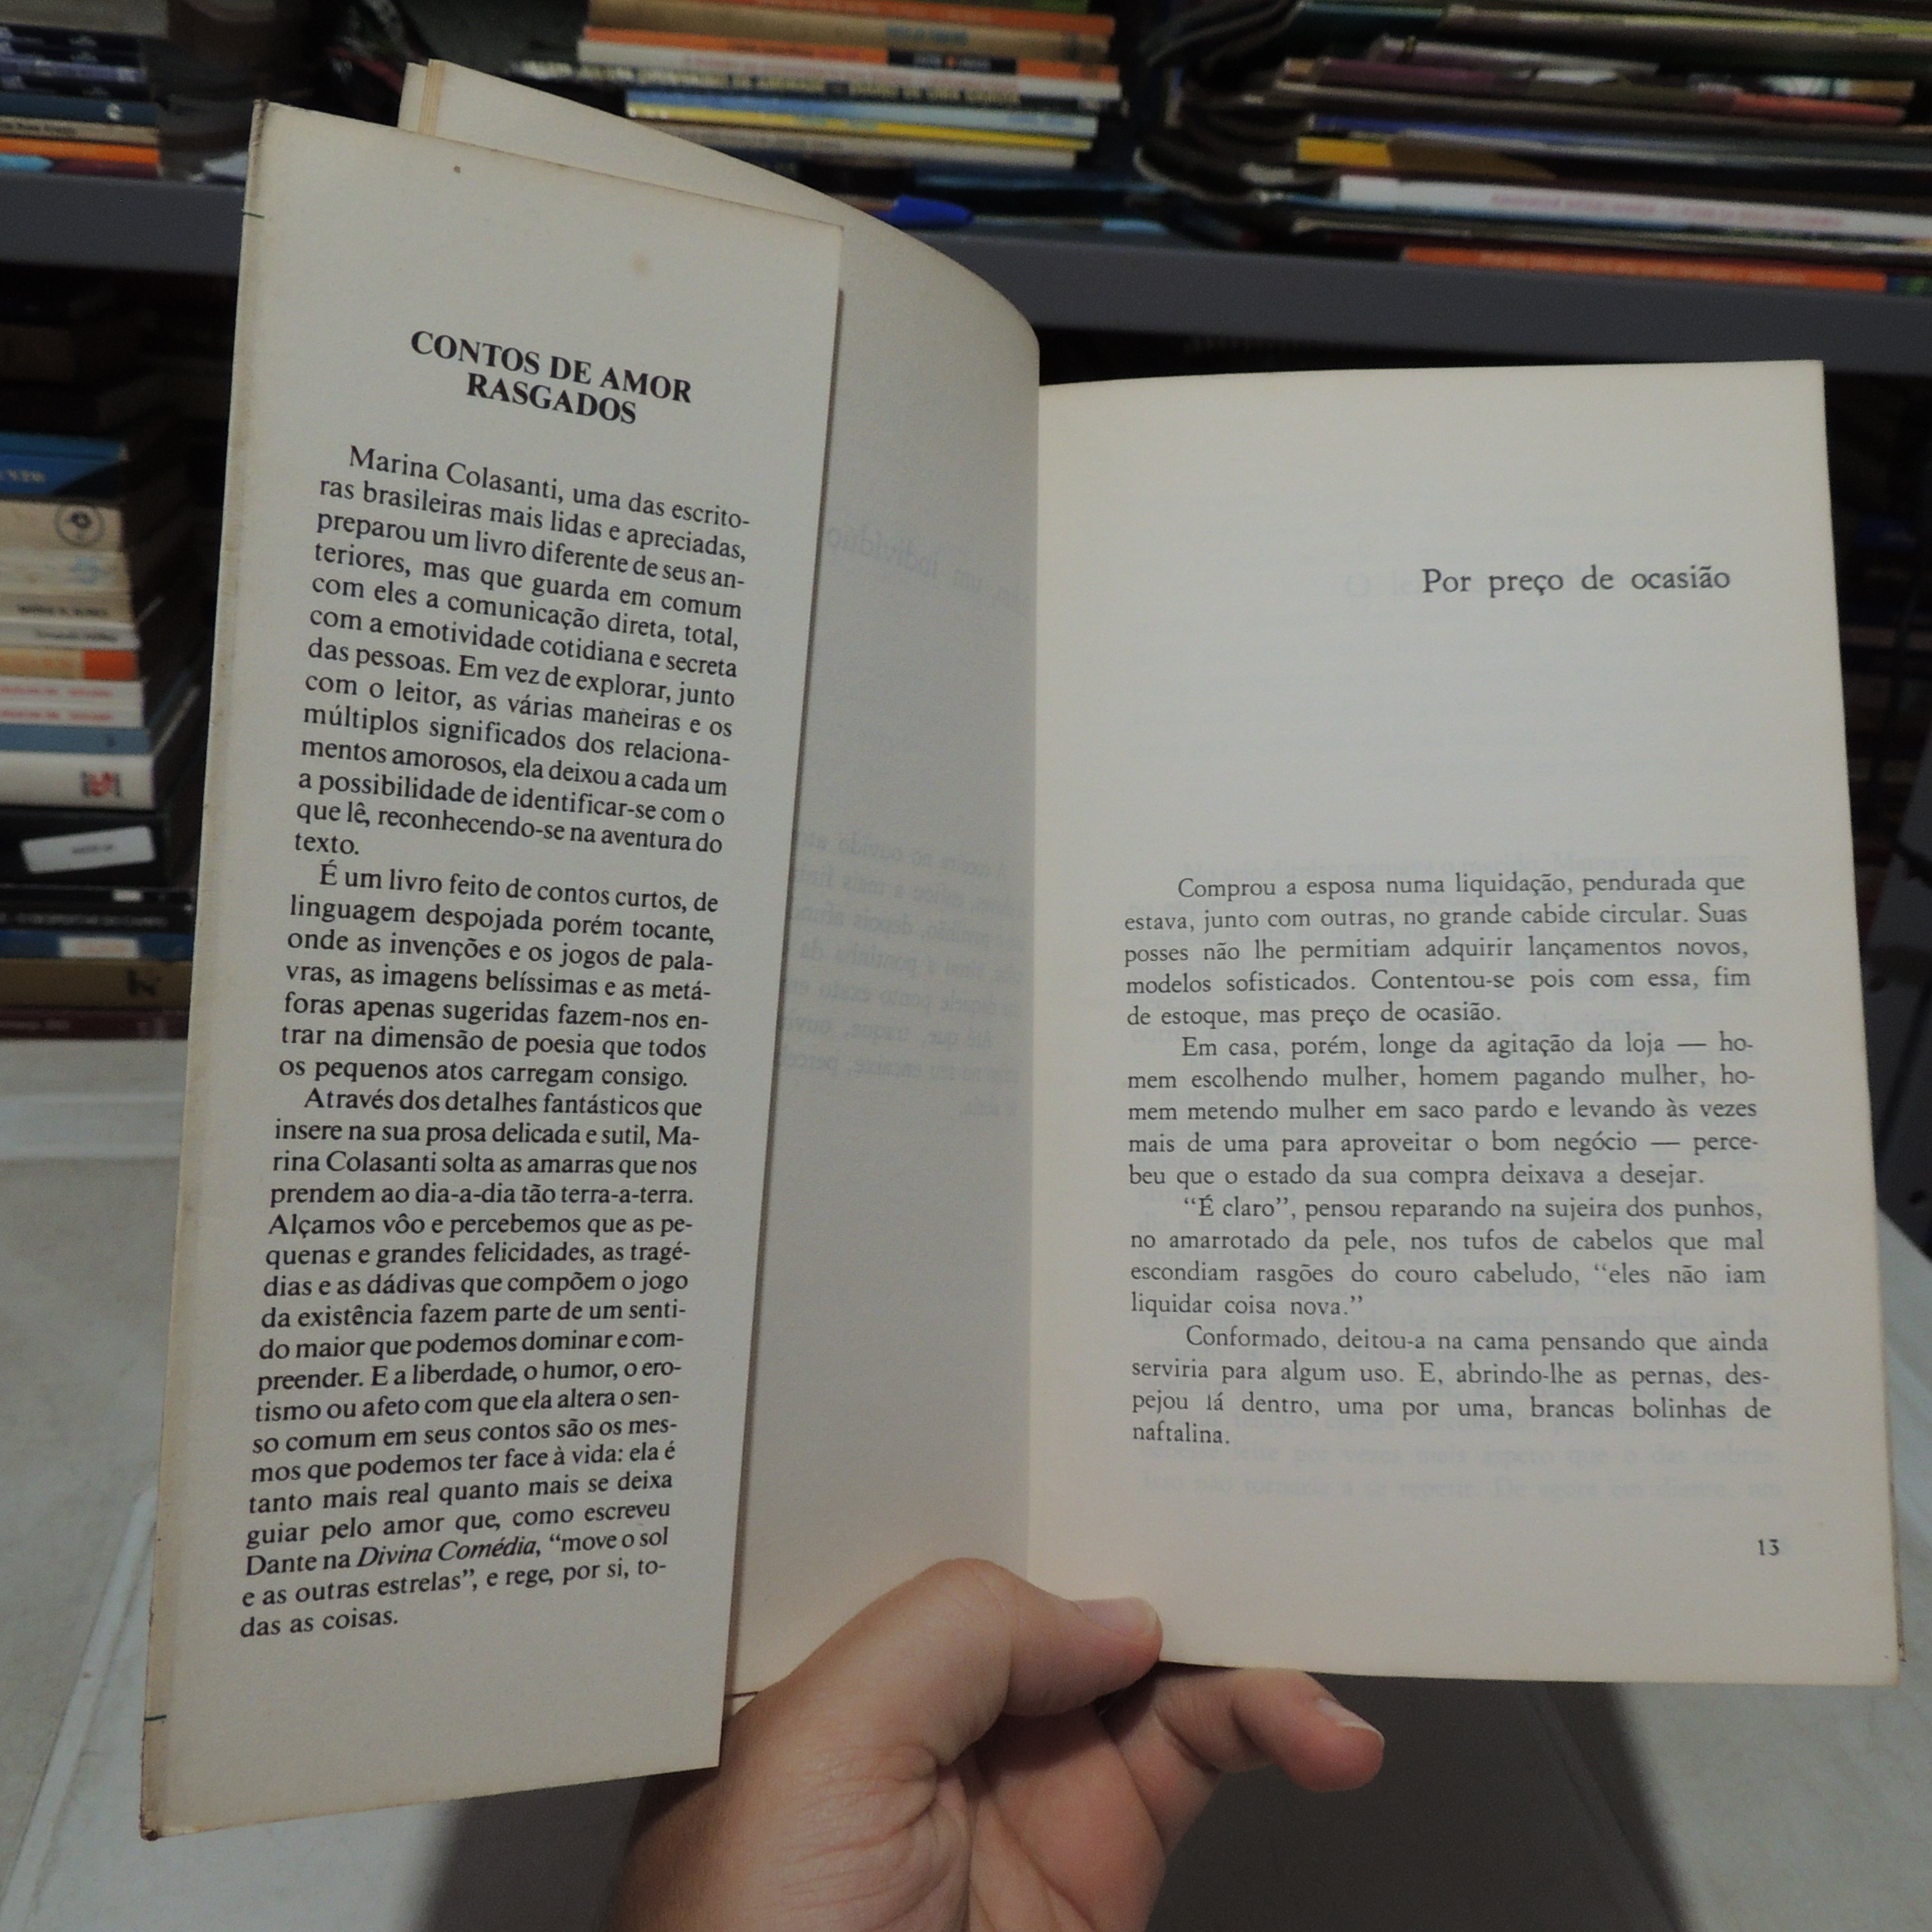 CONTOS DE AMOR
RASGADOS
Marina Colasanti, uma das escrito-
ras brasileiras mais lidas e apreciadas,
preparou um livro diferente de seus an-
teriores, mas que guarda em comum
com eles a comunicação direta, total,
com a emotividade cotidiana e secreta
das pessoas. Em vez de explorar, junto
com o leitor, as várias maneiras e os
múltiplos significados dos relaciona-
mentos amorosos, ela deixou a cada um
a possibilidade de identificar-se com o
que lê, reconhecendo-se na aventura do
texto.
É um livro feito de contos curtos, de
linguagem despojada porém tocante,
onde as invenções e os jogos de pala-
vras, as imagens belíssimas e as metá-
foras apenas sugeridas fazem-nos en-
trar na dimensão de poesia que todos
os pequenos atos carregam consigo.
Através dos detalhes fantásticos que
insere na sua prosa delicada e sutil, Ma-
rina Colasanti solta as amarras que nos
prendem ao dia-a-dia tão terra-a-terra.
Alçamos vôo e percebemos que as pe-
quenas e grandes felicidades, as tragé-
dias e as dádivas que compõem o jogo
da existência fazem parte de um senti-
do maior que podemos dominar e com-
preender. E a liberdade, o humor, o ero-
tismo ou afeto com que ela altera o sen-
so comum em seus contos são os mes-
mos que podemos ter face à vida: ela é
tanto mais real quanto mais se deixa
guiar pelo amor que, como escreveu
Dante na Divina Comédia, “move o sol
e as outras estrelas”, e rege, por si, to-
das as coisas.
Por preço de ocasião
Comprou a esposa numa liquidação, pendurada que
estava, junto com outras, no grande cabide circular. Suas
posses não lhe permitiam adquirir lançamentos novos,
modelos sofisticados. Contentou-se pois com essa, fim
de estoque, mas preço de ocasião.
Em casa, porém, longe da agitação da loja — ho-
mem escolhendo mulher, homem pagando mulher, ho-
mem metendo mulher em saco pardo e levando às vezes
mais de uma para aproveitar o bom negócio — perce-
beu que o estado da sua compra deixava a desejar.
“É claro”, pensou reparando na sujeira dos punhos,
no amarrotado da pele, nos tufos de cabelos que mal
escondiam rasgões do couro cabeludo, “eles não iam
liquidar coisa nova.”
Conformado, deitou-a na cama pensando que ainda
serviria para algum uso. E, abrindo-lhe as pernas, des-
pejou lá dentro, uma por uma, brancas bolinhas de
naftalina.
13